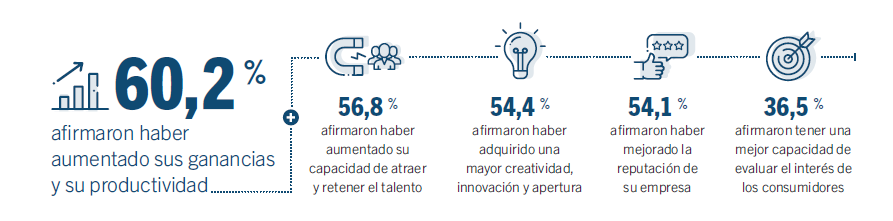 60,2 %
afirmaron haber
aumentado sus ganancias
y su productividad
56,8 %
afirmaron haber
aumentado su
capacidad de atraer
y retener el talento
54,4 %
afirmaron haber
adquirido una
mayor creatividad,
innovación y apertura
54,1 %
afirmaron haber
mejorado la
reputación de
su empresa
36,5 %
afirmaron tener una
mejor capacidad de
evaluar el interés de
los consumidores